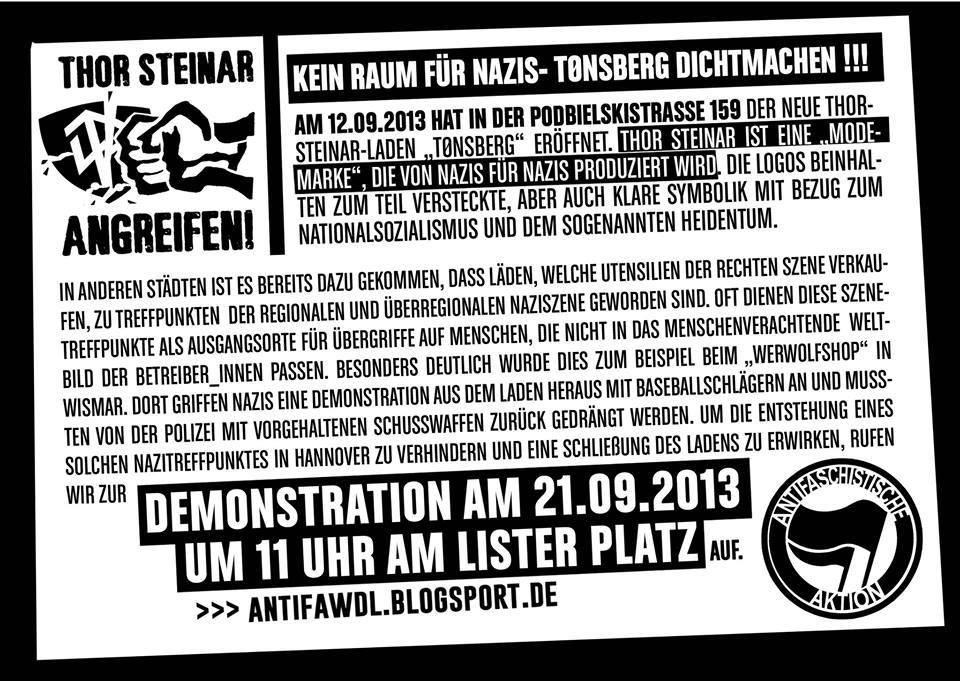 THOR STEINAR
ANGREIFEN!
KEIN RAUM FÜR NAZIS- TØNSBERG DICHTMACHEN !!!
AM 12.09.2013 HAT IN DER PODBIELSKISTRASSE 159 DER NEUE THOR-
STEINAR-LADEN „TØNSBERG“ ERÖFFNET. THOR STEINAR IST EINE „MODE-
MARKE“, DIE VON NAZIS FÜR NAZIS PRODUZIERT WIRD. DIE LOGOS BEINHAL-
TEN ZUM TEIL VERSTECKTE, ABER AUCH KLARE SYMBOLIK MIT BEZUG ZUM
NATIONALSOZIALISMUS UND DEM SOGENANNTEN HEIDENTUM.
IN ANDEREN STÄDTEN IST ES BEREITS DAZU GEKOMMEN, DASS LÄDEN, WELCHE UTENSILIEN DER RECHTEN SZENE VERKAU-
FEN, ZU TREFFPUNKTEN DER REGIONALEN UND ÜBERREGIONALEN NAZISZENE GEWORDEN SIND. OFT DIENEN DIESE SZENE-
TREFFPUNKTE ALS AUSGANGSORTE FÜR ÜBERGRIFFE AUF MENSCHEN, DIE NICHT IN DAS MENSCHENVERACHTENDE WELT-
BILD DER BETREIBER_INNEN PASSEN. BESONDERS DEUTLICH WURDE DIES ZUM BEISPIEL BEIM „WERWOLFSHOP“ IN
WISMAR. DORT GRIFFEN NAZIS EINE DEMONSTRATION AUS DEM LADEN HERAUS MIT BASEBALLSCHLÄGERN AN UND MUSS-
TEN VON DER POLIZEI MIT VORGEHALTENEN SCHUSSWAFFEN ZURÜCK GEDRÄNGT WERDEN. UM DIE ENTSTEHUNG EINES
SOLCHEN NAZITREFFPUNKTES IN HANNOVER ZU VERHINDERN UND EINE SCHLIEßUNG DES LADENS ZU ERWIRKEN, RUFEN
WIR ZUR DEMONSTRATION AM 21.09.2013
UM 11 UHR AM LISTER PLATZ AUF.
>>> ANTIFAWDL.BLOGSPORT.DE
ANTIFASCHISTISCHE
AKTION